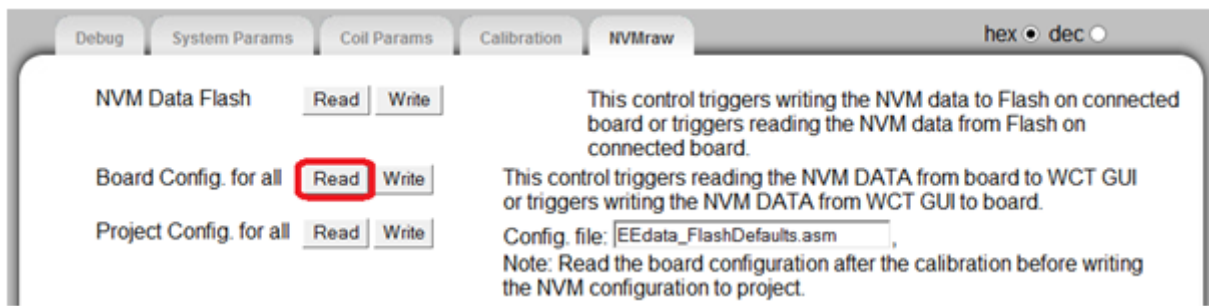 Debug System Params Coil Params Calibration NVMraw hex dec
NVM Data Flash Read Write This control triggers writing the NVM data to Flash on connected
board or triggers reading the NVM data from Flash on
connected board.
Board Config. for all Read Write This control triggers reading the NVM DATA from board to WCT GUI
or triggers writing the NVM DATA from WCT GUI to board.
Project Config. for all Read Write Config. file: EEdata_FlashDefaults.asm ,
Note: Read the board configuration after the calibration before writing
the NVM configuration to project.